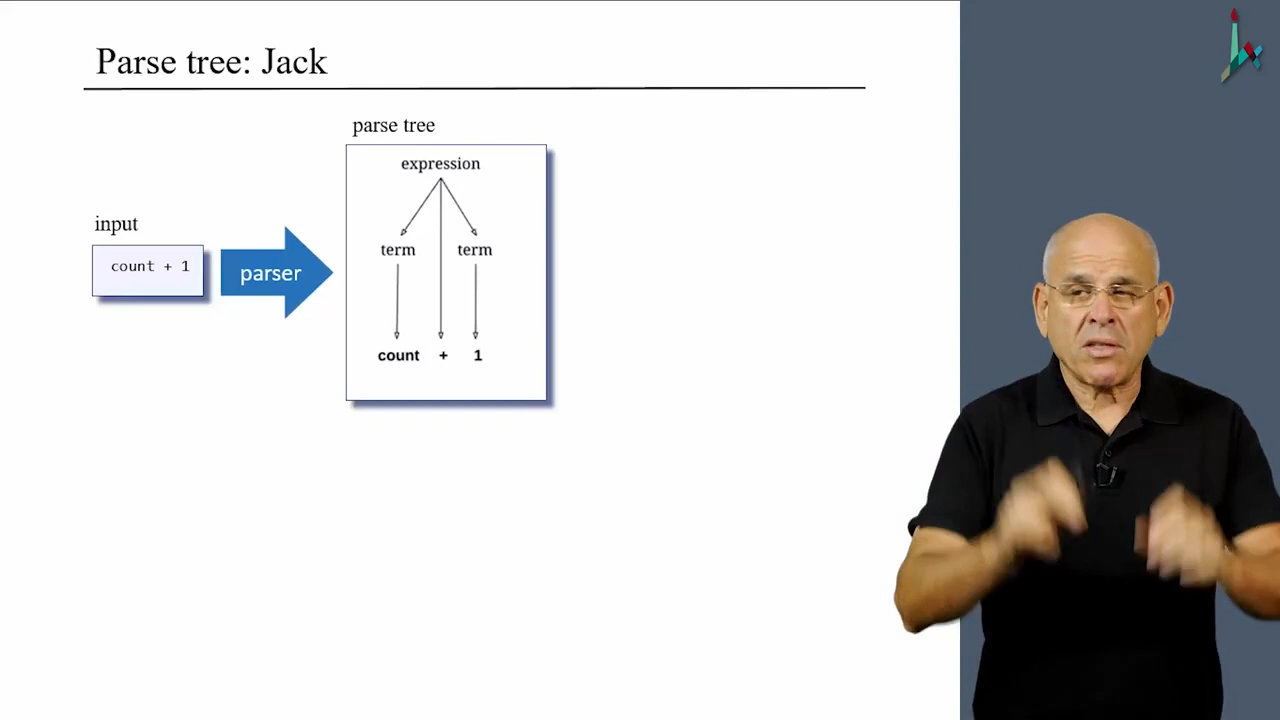 Parse tree: Jack
parse tree
expression
input
term term
count + 1
parser
count + 1